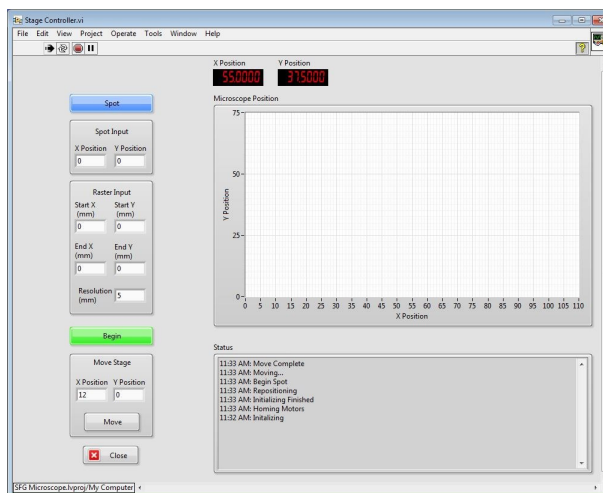 Stage Controller.vi
File Edit View Project Operate Tools Window Help
X Position Y Position
55.0000 37.5000
Spot
Spot Input
X Position Y Position
0 0
Raster Input
Start X (mm) Start Y (mm)
0 0
End X (mm) End Y (mm)
0 0
Resolution (mm) 5
Begin
Move Stage
X Position Y Position
12 0
Move
Close
Microscope Position
75
50
25
0
Y Position
0 5 10 15 20 25 30 35 40 45 50 55 60 65 70 75 80 85 90 95 100 105 110
X Position
Status
11:33 AM: Move Complete
11:33 AM: Moving...
11:33 AM: Begin Spot
11:33 AM: Repositioning
11:33 AM: Initializing Finished
11:33 AM: Homing Motors
11:32 AM: Initalizing
SFG Microscope.lvproj/My Computer